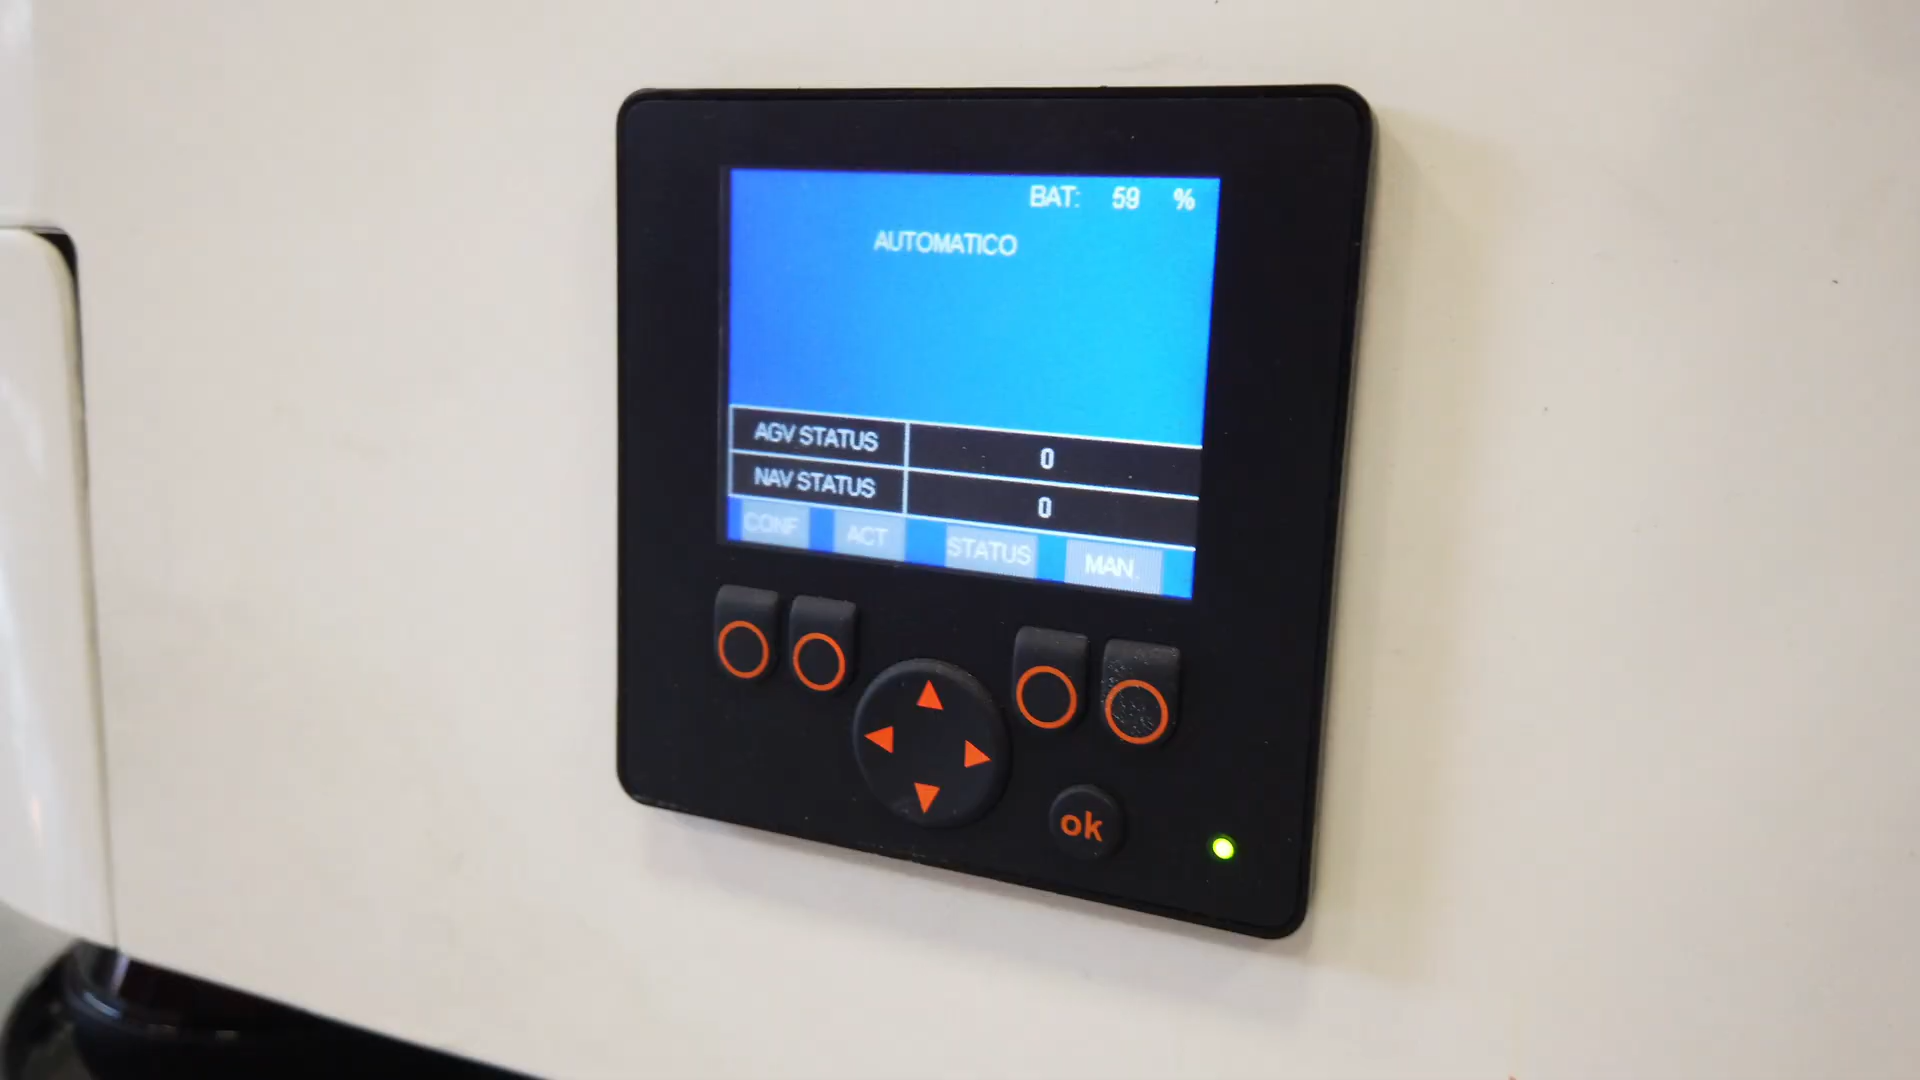 BAT: 59 %
AUTOMATICO
AGV STATUS 0
NAV STATUS 0
CONF ACT STATUS MAN.
ok